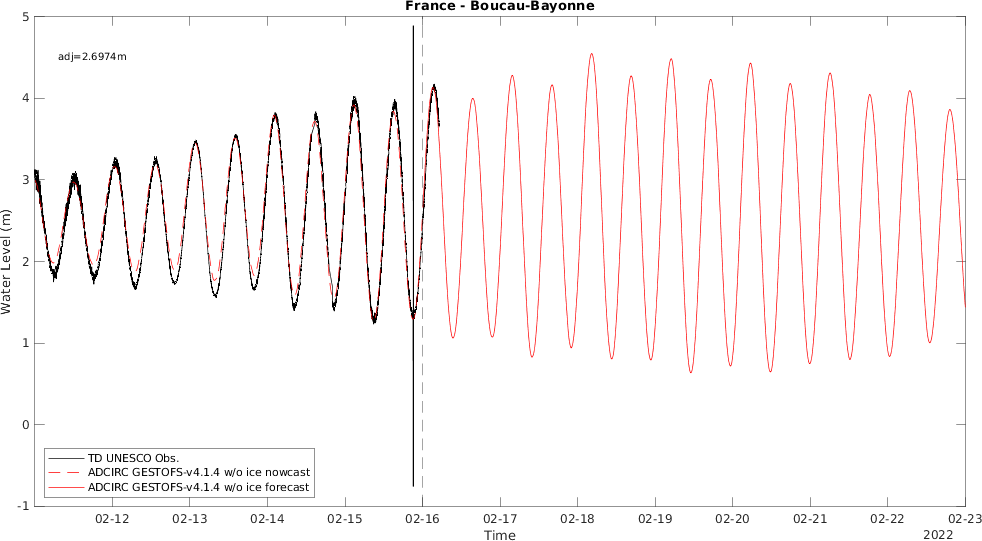 France - Boucau-Bayonne
adj=2.6974m
5
4
3
2
1
0
-1
Water Level (m)
TD UNESCO Obs.
ADCIRC GESTOFS-v4.1.4 w/o ice nowcast
ADCIRC GESTOFS-v4.1.4 w/o ice forecast
02-12 02-13 02-14 02-15 02-16 02-17 02-18 02-19 02-20 02-21 02-22 02-23
Time
2022